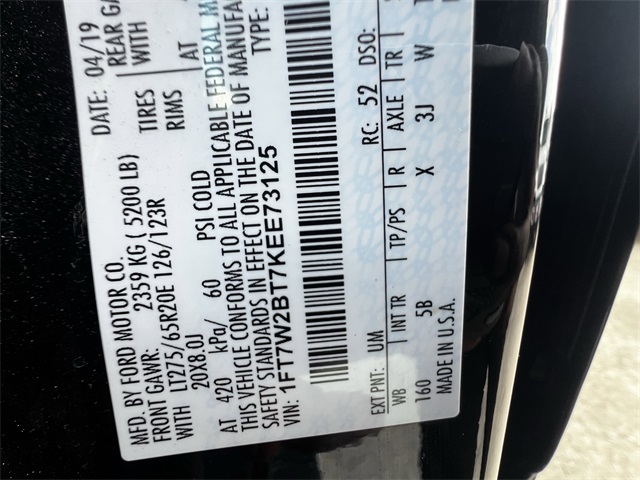 MFD. BY FORD MOTOR CO.
DATE: 04/19
FRONT GAWR: 2359 KG ( 5200 LB) REAR GA
WITH LT275/65R20E 126/123R TIRES WITH
20X8.0J RIMS
AT 420 kPa/ 60 PSI COLD AT
THIS VEHICLE CONFORMS TO ALL APPLICABLE FEDERAL M
SAFETY STANDARDS IN EFFECT ON THE DATE OF MANUFA
VIN: 1FT7W2BT7KEE73125 TYPE:
EXT PNT: UM RC: 52 DSO:
WB INT TR TP/PS R AXLE TR
160 5B X 3J W
MADE IN U.S.A.